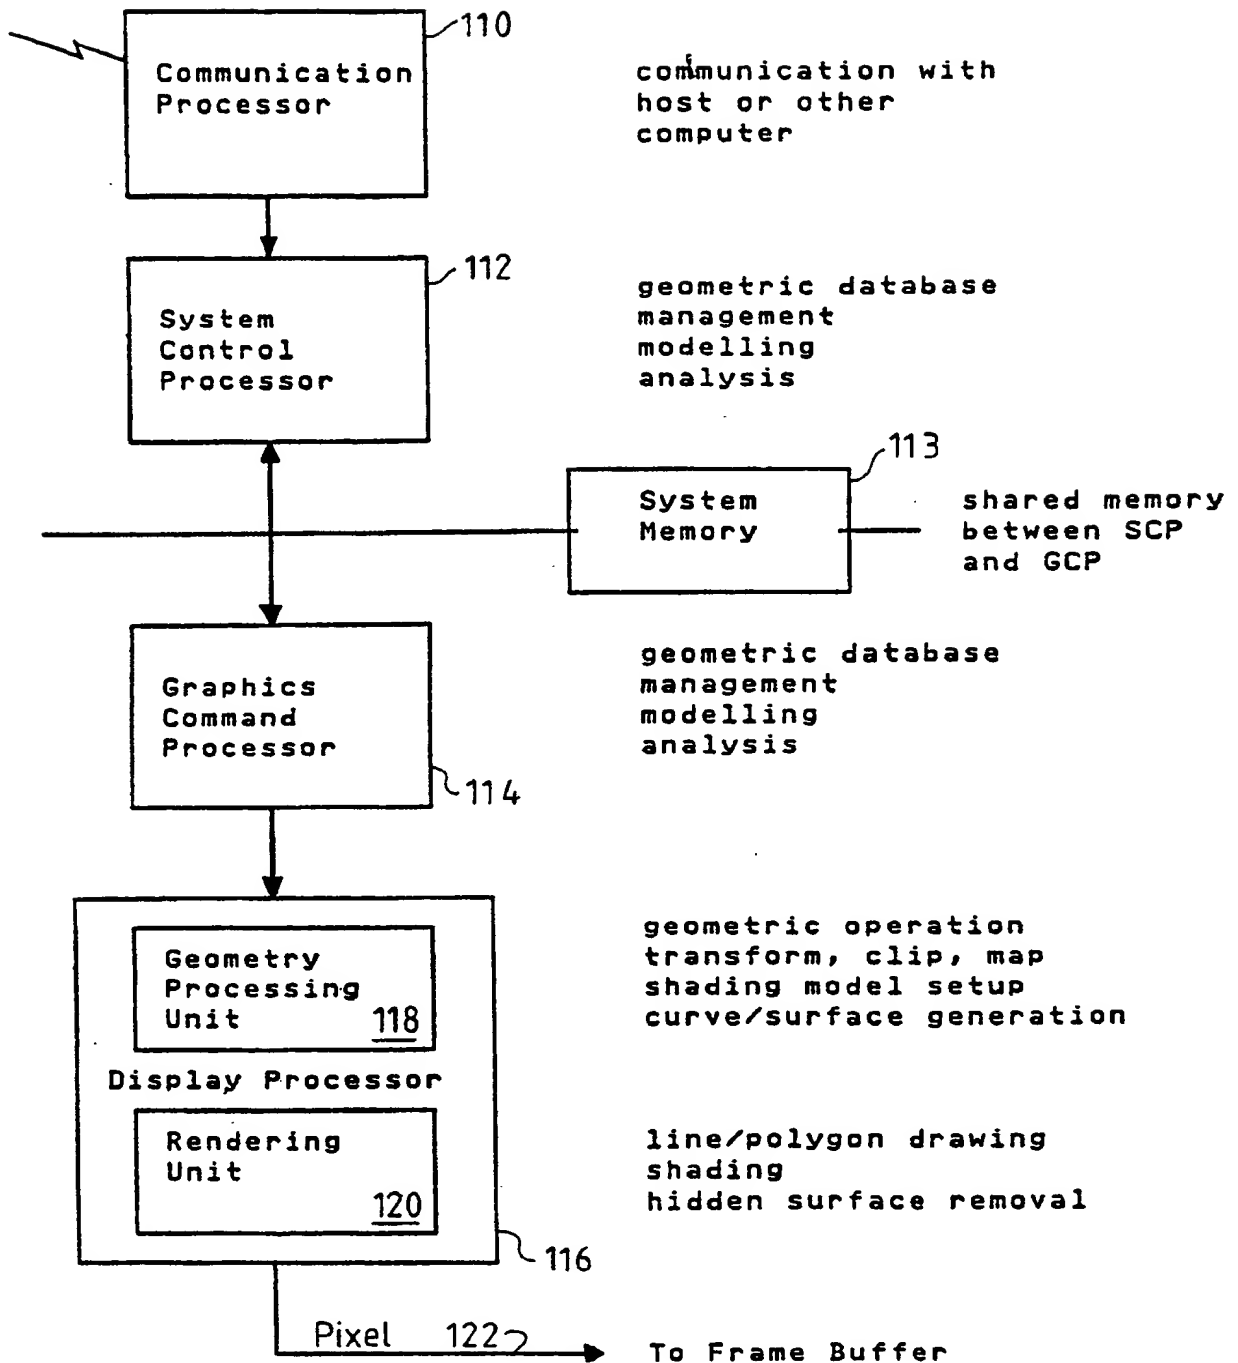 110
Communication
Processor
communication with
host or other
computer
112
System
Control
Processor
geometric database
management
modelling
analysis
113
System
Memory
shared memory
between SCP
and GCP
Graphics
Command
Processor
114
geometric database
management
modelling
analysis
Geometry
Processing
Unit 118
geometric operation
transform, clip, map
shading model setup
curve/surface generation
Display Processor
Rendering
Unit
120
line/polygon drawing
shading
hidden surface removal
116
Pixel 122
To Frame Buffer